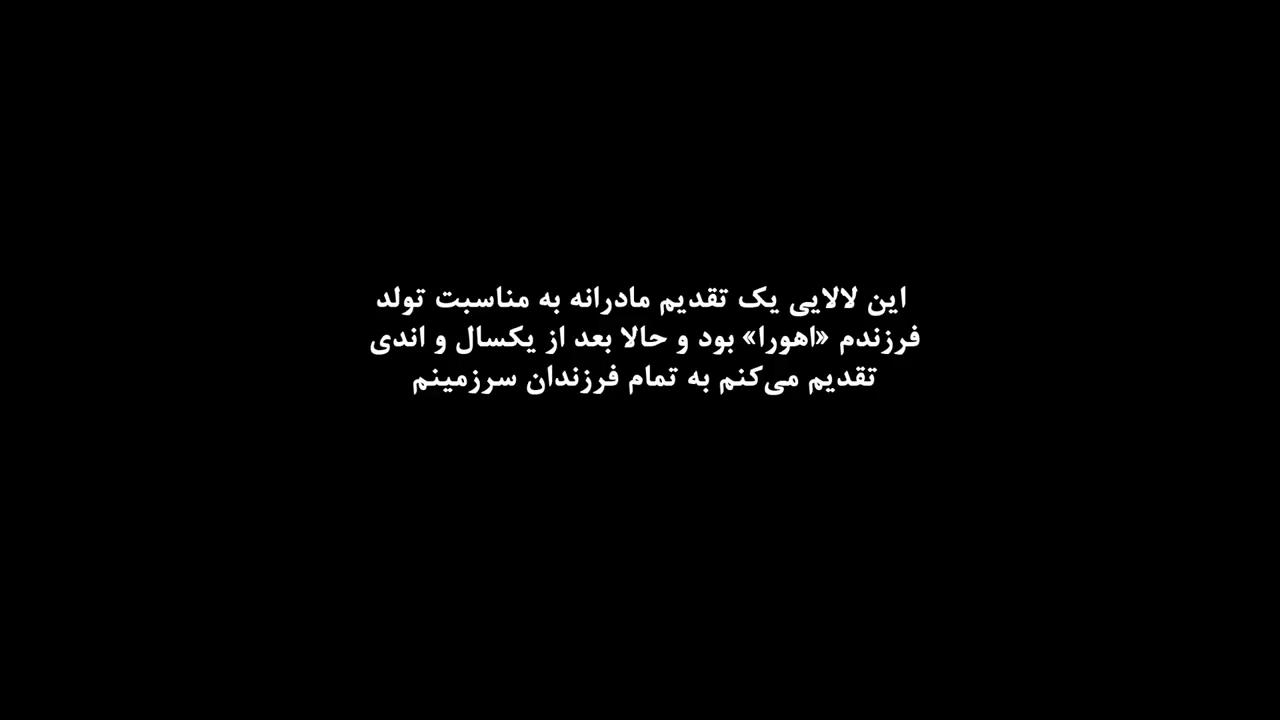 این لالایی یک تقدیم مادرانه به مناسبت تولد
فرزندم «اهورا» بود و حالا بعد از یکسال و اندی
تقدیم می‌کنم به تمام فرزندان سرزمینم